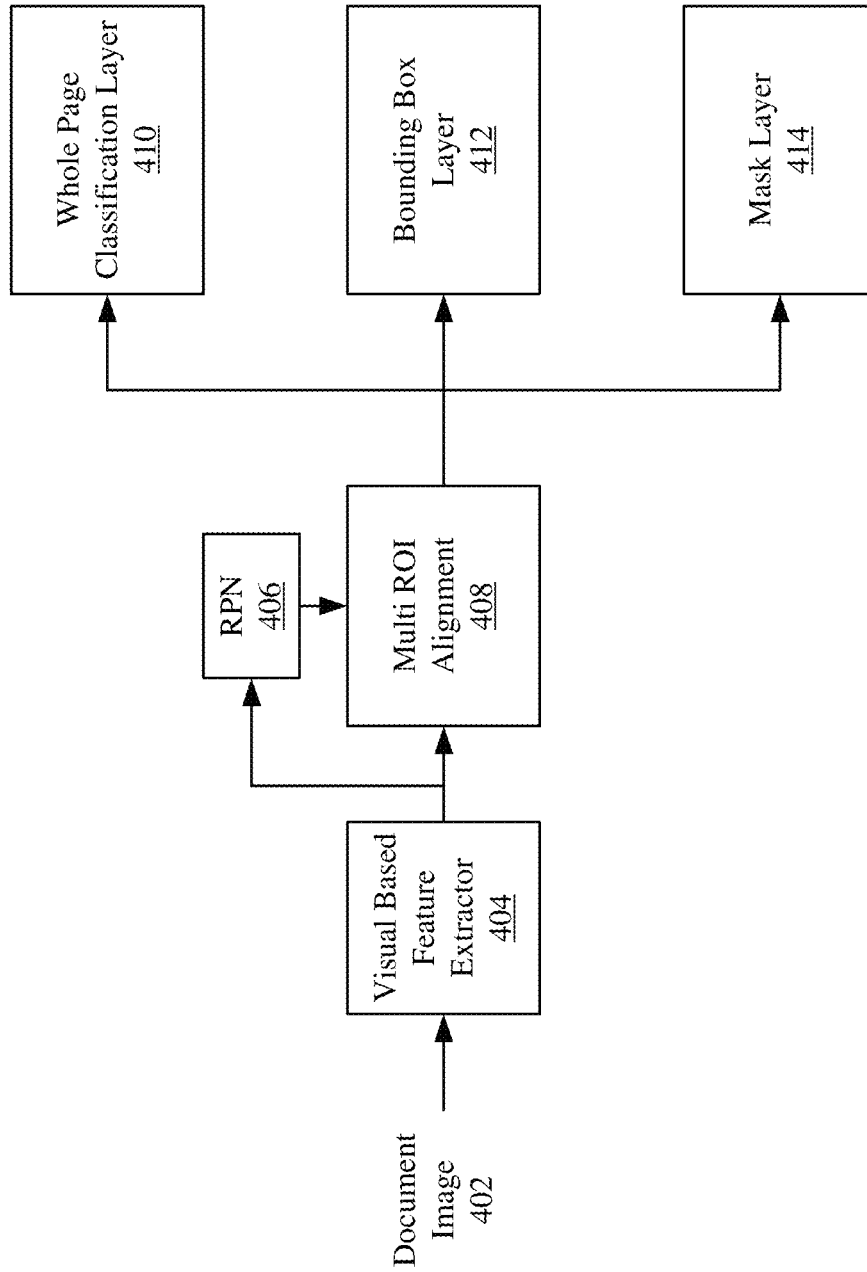 Document
Image
402
Visual Based
Feature
Extractor
404
RPN
406
Multi ROI
Alignment
408
Whole Page
Classification Layer
410
Bounding Box
Layer
412
Mask Layer
414